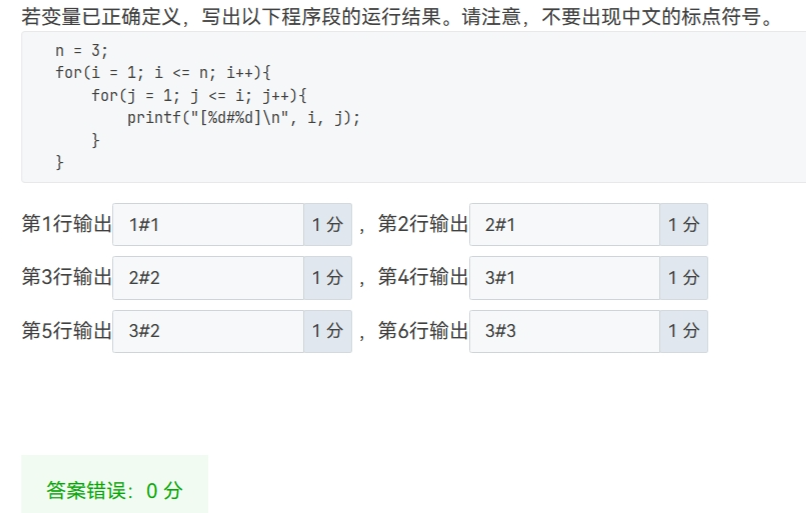 若变量已正确定义，写出以下程序段的运行结果。请注意，不要出现中文的标点符号。
n = 3;
for(i = 1; i <= n; i++){
    for(j = 1; j <= i; j++){
        printf("[%d#%d]\n", i, j);
    }
}
第1行输出 1#1 1 分 ，第2行输出 2#1 1 分
第3行输出 2#2 1 分 ，第4行输出 3#1 1 分
第5行输出 3#2 1 分 ，第6行输出 3#3 1 分
答案错误：0 分